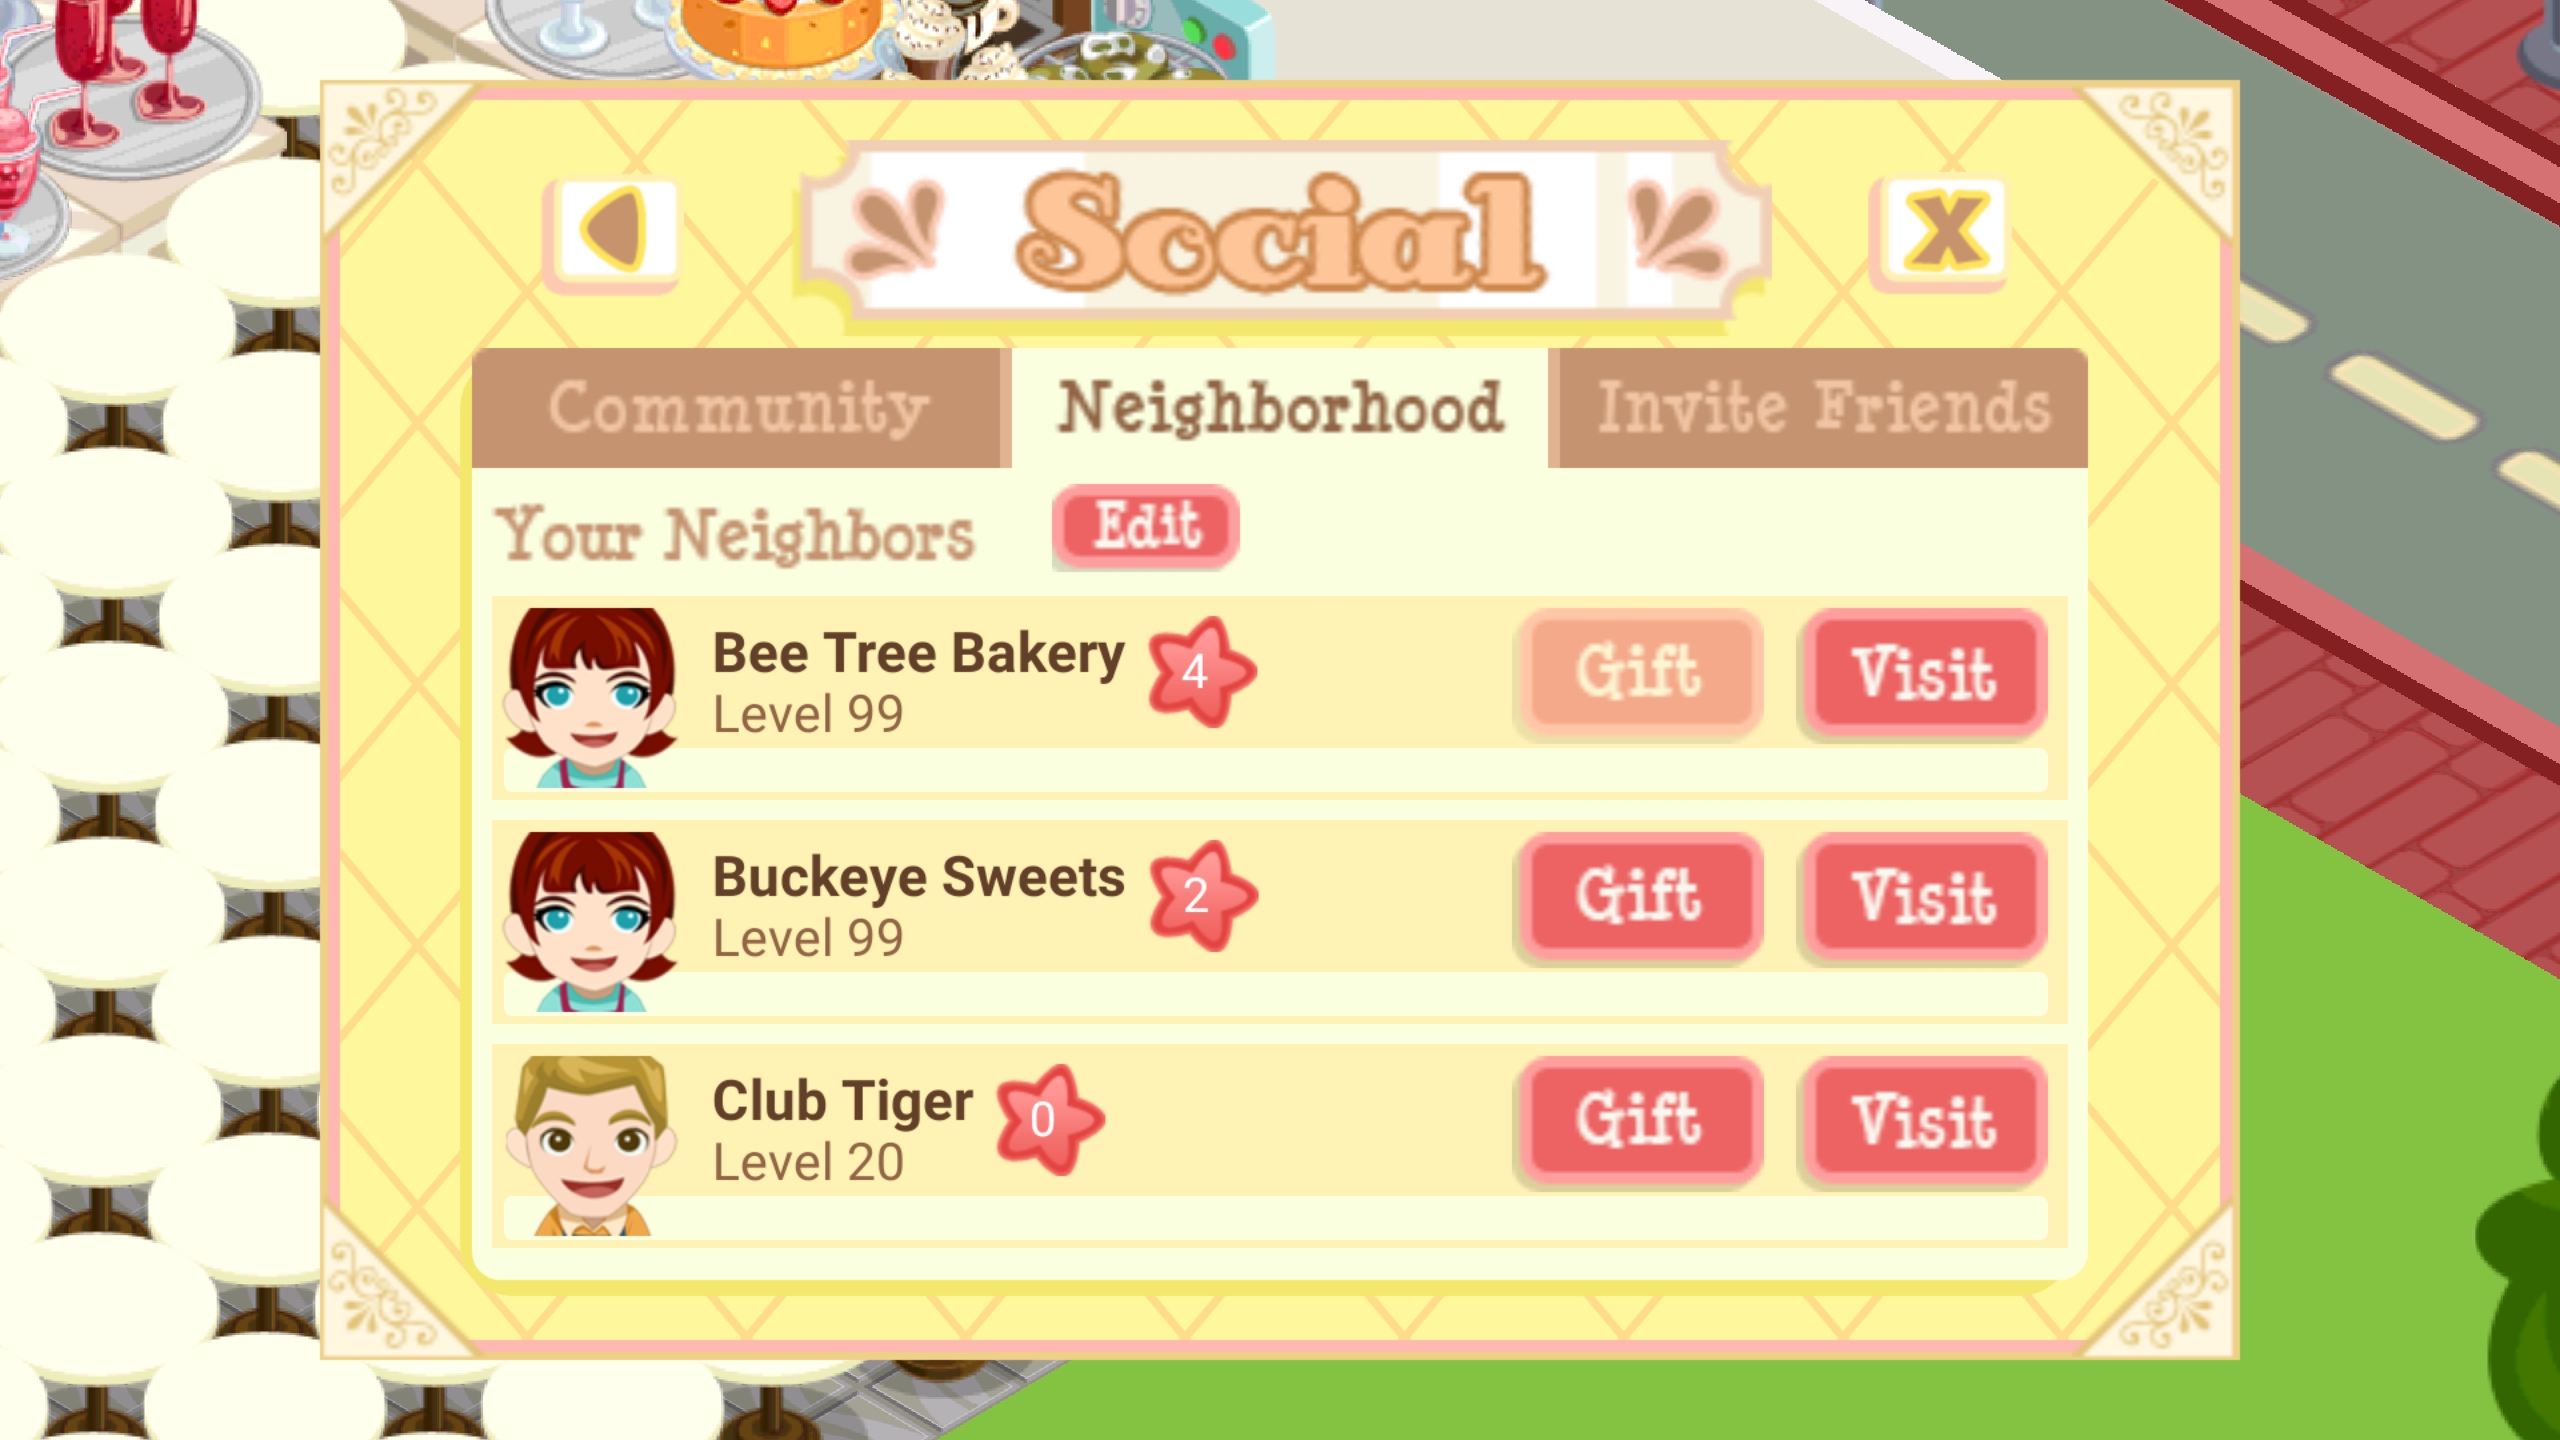 Social
X
Community
Neighborhood
Invite Friends
Your Neighbors
Edit
Bee Tree Bakery
4
Level 99
Gift
Visit
Buckeye Sweets
2
Level 99
Gift
Visit
Club Tiger
0
Level 20
Gift
Visit